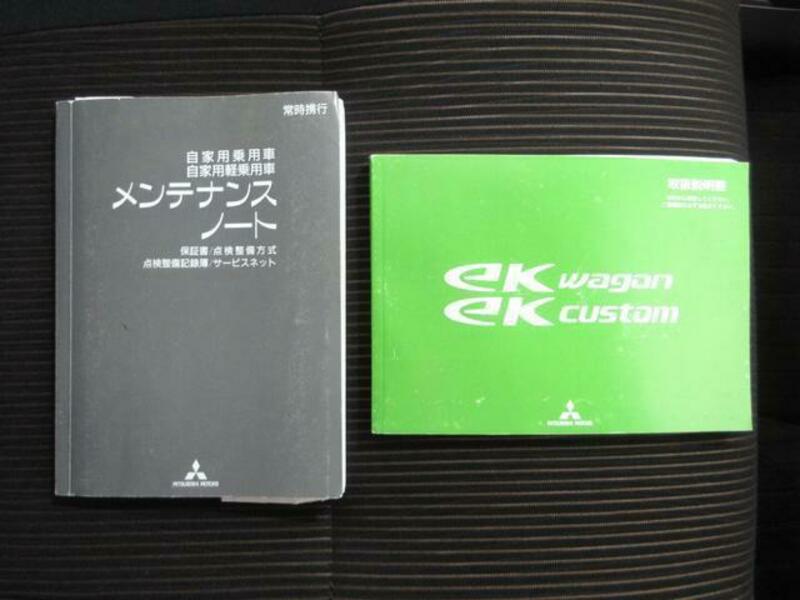 常時携行
自家用乗用車
自家用軽乗用車
メンテナンス
ノート
保証書/点検整備方式
点検整備記録簿/サービスネット
MITSUBISHI MOTORS
取扱説明書
eK wagon
eK custom
MITSUBISHI MOTORS